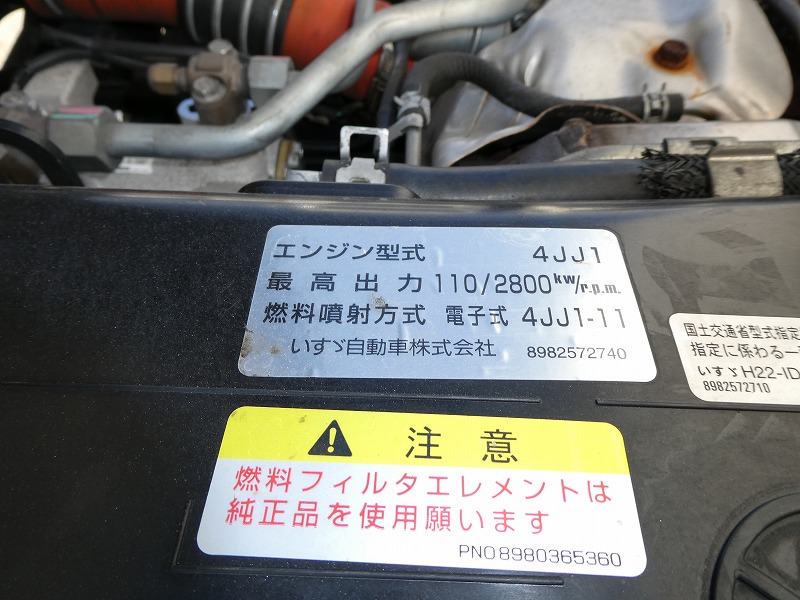 エンジン型式 4JJ1
最高出力 110/2800kw/r.p.m.
燃料噴射方式 電子式 4JJ1-11
いすゞ自動車株式会社 8982572740
国土交通省型式指定
指定に係わる一
いすゞH22-ID
8982572710
注意
燃料フィルタエレメントは
純正品を使用願います
PNO8980365360